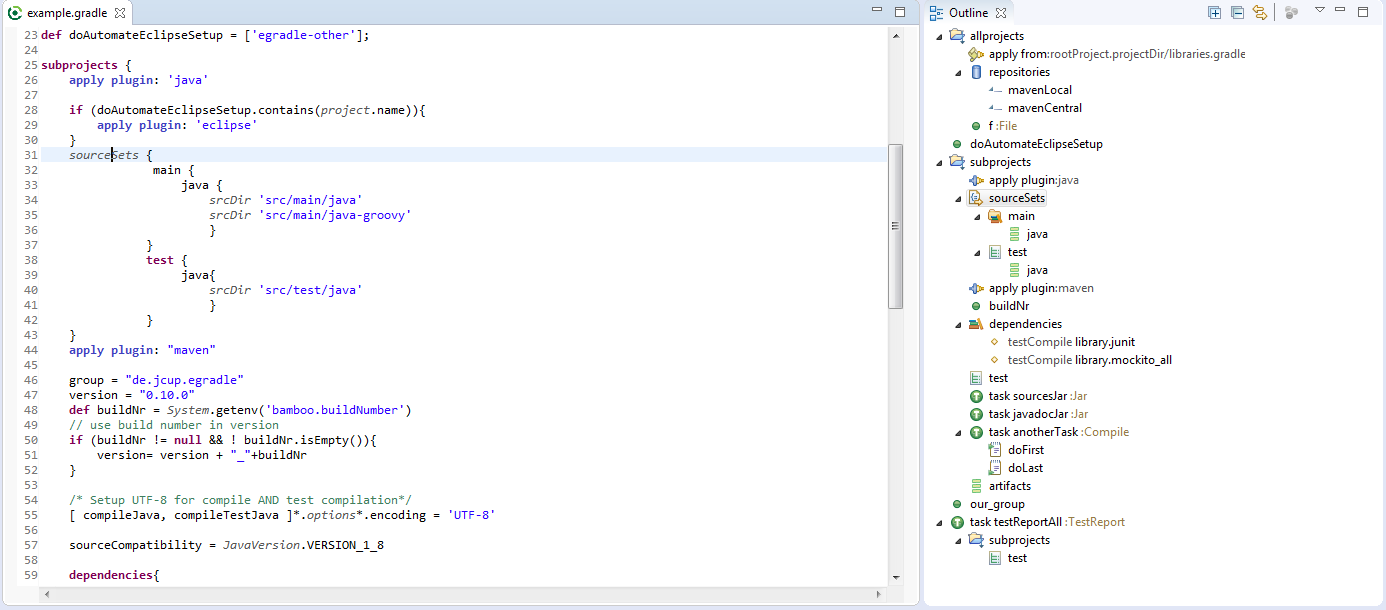 example.gradle
23 def doAutomateEclipseSetup = ['egradle-other'];
24
25 subprojects {
26 apply plugin: 'java'
27
28 if (doAutomateEclipseSetup.contains(project.name)){
29 apply plugin: 'eclipse'
30 }
31 sourceSets {
32 main {
33 java {
34 srcDir 'src/main/java'
35 srcDir 'src/main/java-groovy'
36 }
37 }
38 test {
39 java{
40 srcDir 'src/test/java'
41 }
42 }
43 }
44 apply plugin: "maven"
45
46 group = "de.jcup.egradle"
47 version = "0.10.0"
48 def buildNr = System.getenv('bamboo.buildNumber')
49 // use build number in version
50 if (buildNr != null && ! buildNr.isEmpty()){
51 version= version + "_"+buildNr
52 }
53
54 /* Setup UTF-8 for compile AND test compilation*/
55 [ compileJava, compileTestJava ]*.options*.encoding = 'UTF-8'
56
57 sourceCompatibility = JavaVersion.VERSION_1_8
58
59 dependencies{
Outline
allprojects
apply from:rootProject.projectDir/libraries.gradle
repositories
mavenLocal
mavenCentral
f :File
doAutomateEclipseSetup
subprojects
apply plugin:java
sourceSets
main
java
test
java
apply plugin:maven
buildNr
dependencies
testCompile library.junit
testCompile library.mockito_all
test
task sourcesJar :Jar
task javadocJar :Jar
task anotherTask :Compile
doFirst
doLast
artifacts
our_group
task testReportAll :TestReport
subprojects
test